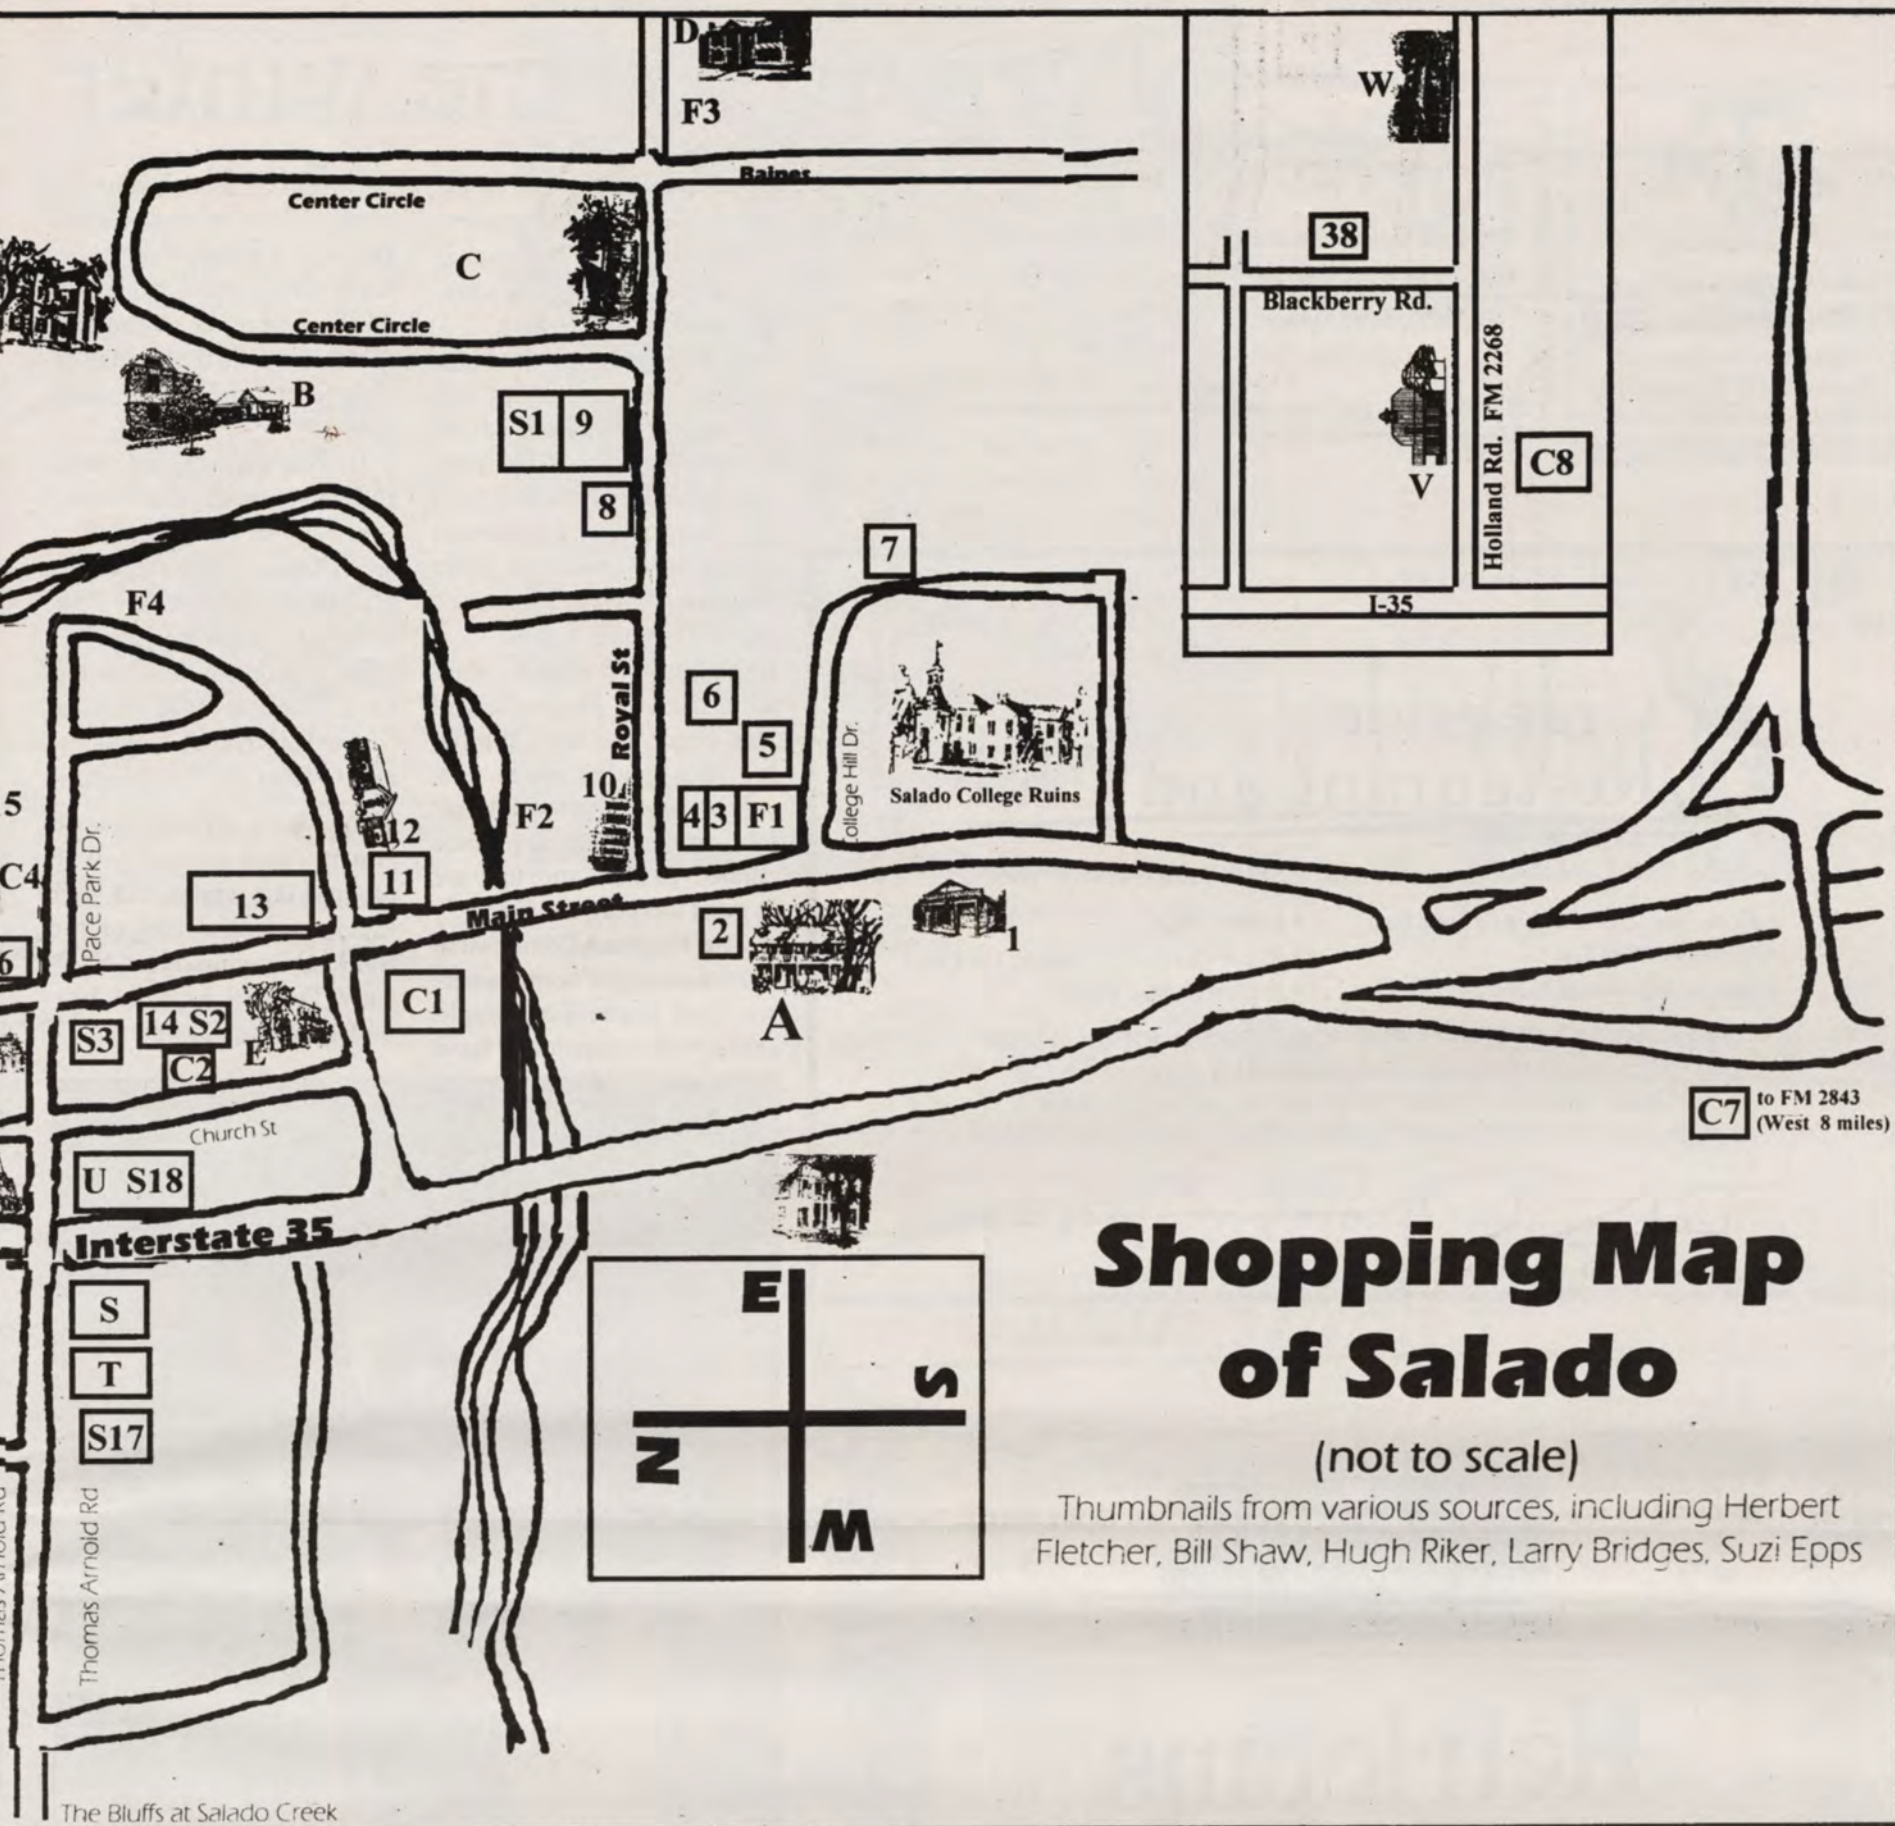 D
F3
Baines
Center Circle
C
Center Circle
B
S1 9
8
7
F4
Royal St
6
5
10
4 3 F1
F2
College Hill Dr.
Salado College Ruins
W
38
Blackberry Rd.
Holland Rd. FM 2268
V
C8
I-35
5
C4
Pace Park Dr.
12
11
13
Main Street
6
2
1
A
C1
S3
14 S2
C2
E
Church St
U S18
Interstate 35
C7
to FM 2843
(West 8 miles)
S
T
S17
Thomas Arnold Rd
Thomas Arnold Rd
E
S
N
W
Shopping Map
of Salado
(not to scale)
Thumbnails from various sources, including Herbert
Fletcher, Bill Shaw, Hugh Riker, Larry Bridges, Suzi Epps
The Bluffs at Salado Creek